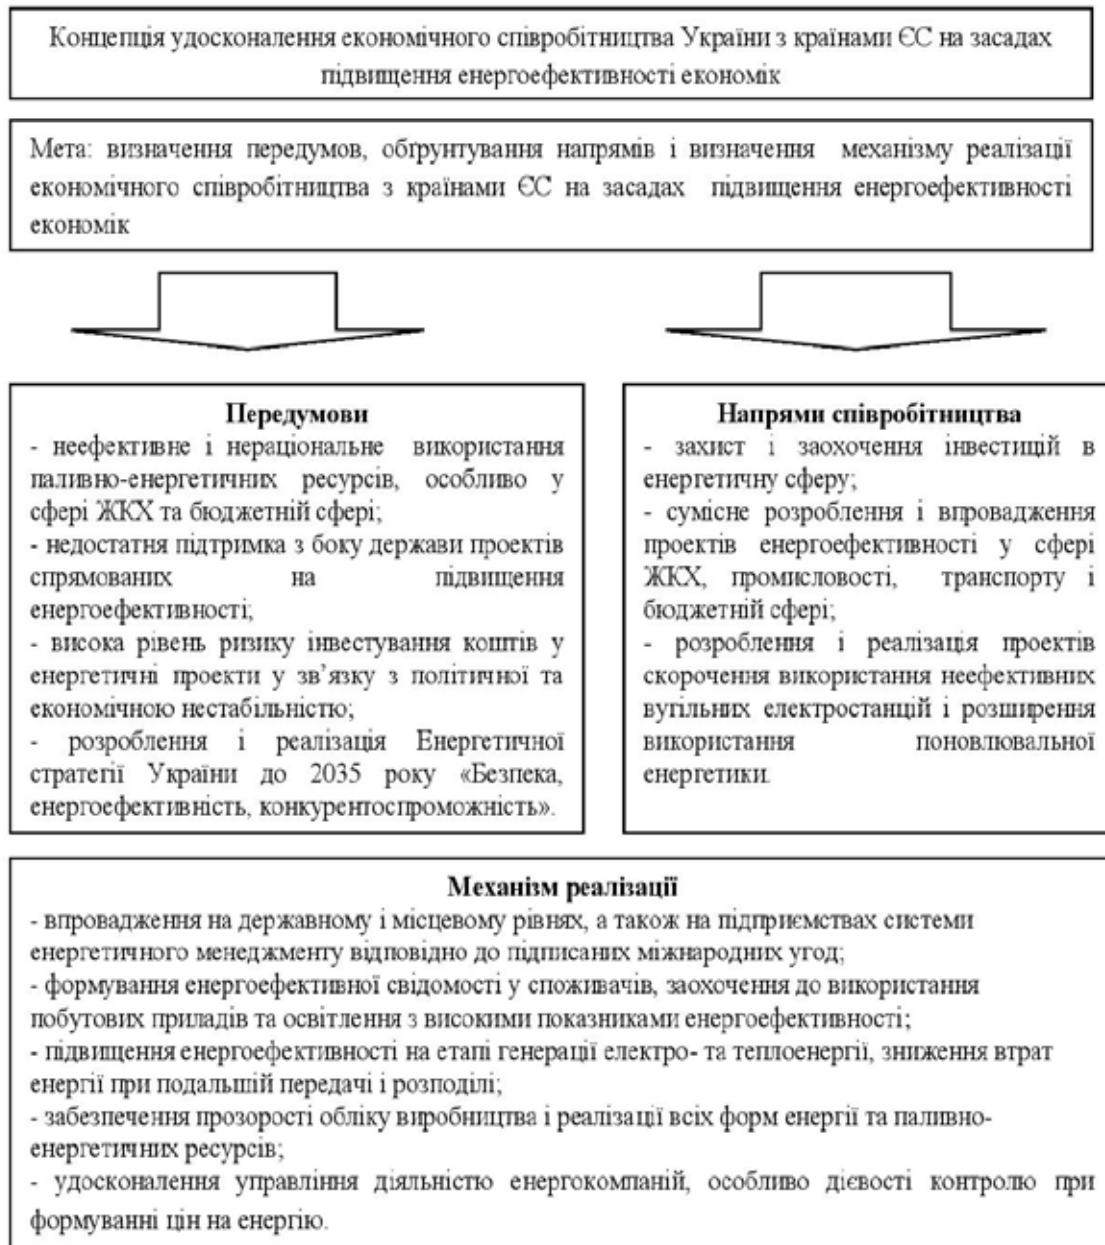 Концепція удосконалення економічного співробітництва України з країнами ЄС на засадах
підвищення енергоефективності економік
Мета: визначення передумов, обґрунтування напрямів і визначення механізму реалізації
економічного співробітництва з країнами ЄС на засадах підвищення енергоефективності
економік
Передумови
- неефективне і нераціональне використання
паливно-енергетичних ресурсів, особливо у
сфері ЖКХ та бюджетній сфері;
- недостатня підтримка з боку держави проектів
спрямованих на підвищення
енергоефективності;
- висока рівень ризику інвестування коштів у
енергетичні проекти у зв’язку з політичної та
економічною нестабільністю;
- розроблення і реалізація Енергетичної
стратегії України до 2035 року «Безпека,
енергоефективність, конкурентоспроможність».
Напрями співробітництва
- захист і заохочення інвестицій в
енергетичну сферу;
- сумісне розроблення і впровадження
проектів енергоефективності у сфері
ЖКХ, промисловості, транспорту і
бюджетній сфері;
- розроблення і реалізація проектів
скорочення використання неефективних
вугільних електростанцій і розширення
використання поновлювальної
енергетики.
Механізм реалізації
- впровадження на державному і місцевому рівнях, а також на підприємствах системи
енергетичного менеджменту відповідно до підписаних міжнародних угод;
- формування енергоефективної свідомості у споживачів, заохочення до використання
побутових приладів та освітлення з високими показниками енергоефективності;
- підвищення енергоефективності на етапі генерації електро- та теплоенергії, зниження втрат
енергії при подальшій передачі і розподілі;
- забезпечення прозорості обліку виробництва і реалізації всіх форм енергії та паливно-
енергетичних ресурсів;
- удосконалення управління діяльністю енергокомпаній, особливо дієвості контролю при
формуванні цін на енергію.